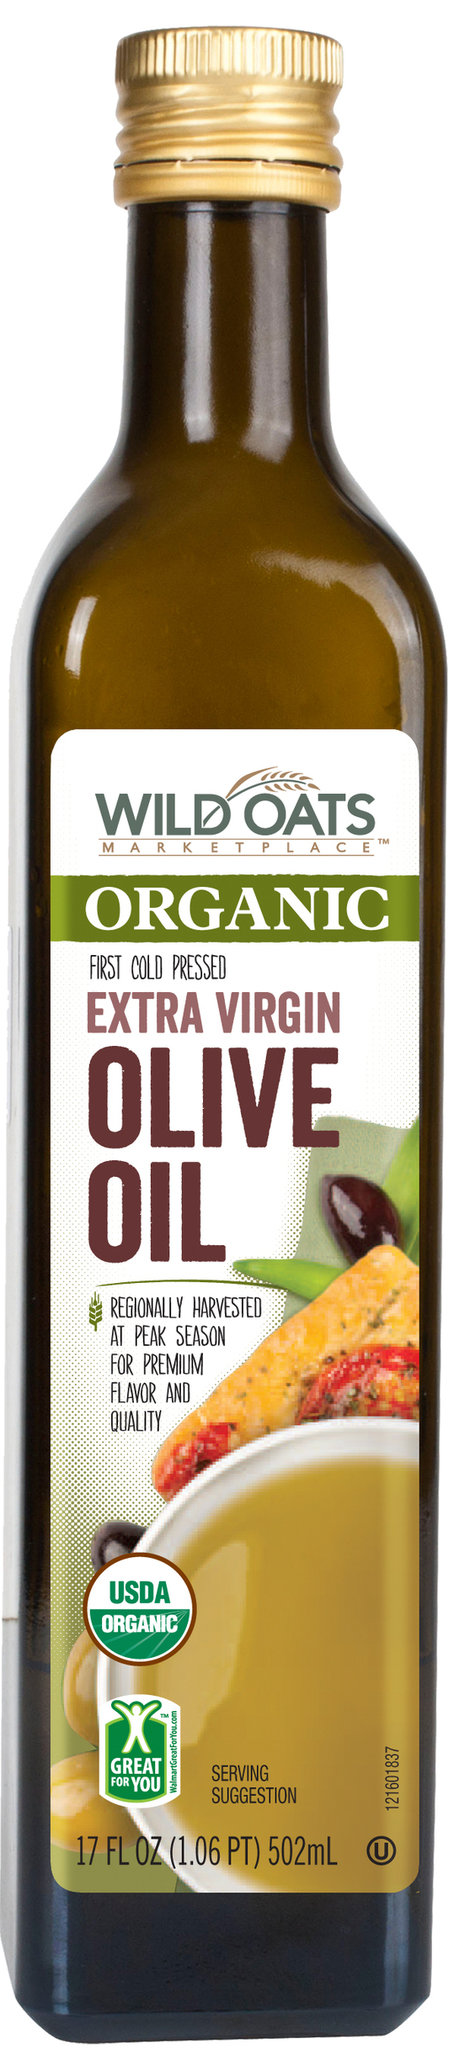 WILD OATS
MARKETPLACE™
ORGANIC
FIRST COLD PRESSED
EXTRA VIRGIN
OLIVE
OIL
REGIONALLY HARVESTED
AT PEAK SEASON
FOR PREMIUM
FLAVOR AND
QUALITY
USDA
ORGANIC
TM
GREAT
FOR YOU
WalmartGreatForYou.com
SERVING
SUGGESTION
121601837
17 FL OZ (1.06 PT) 502mL
U